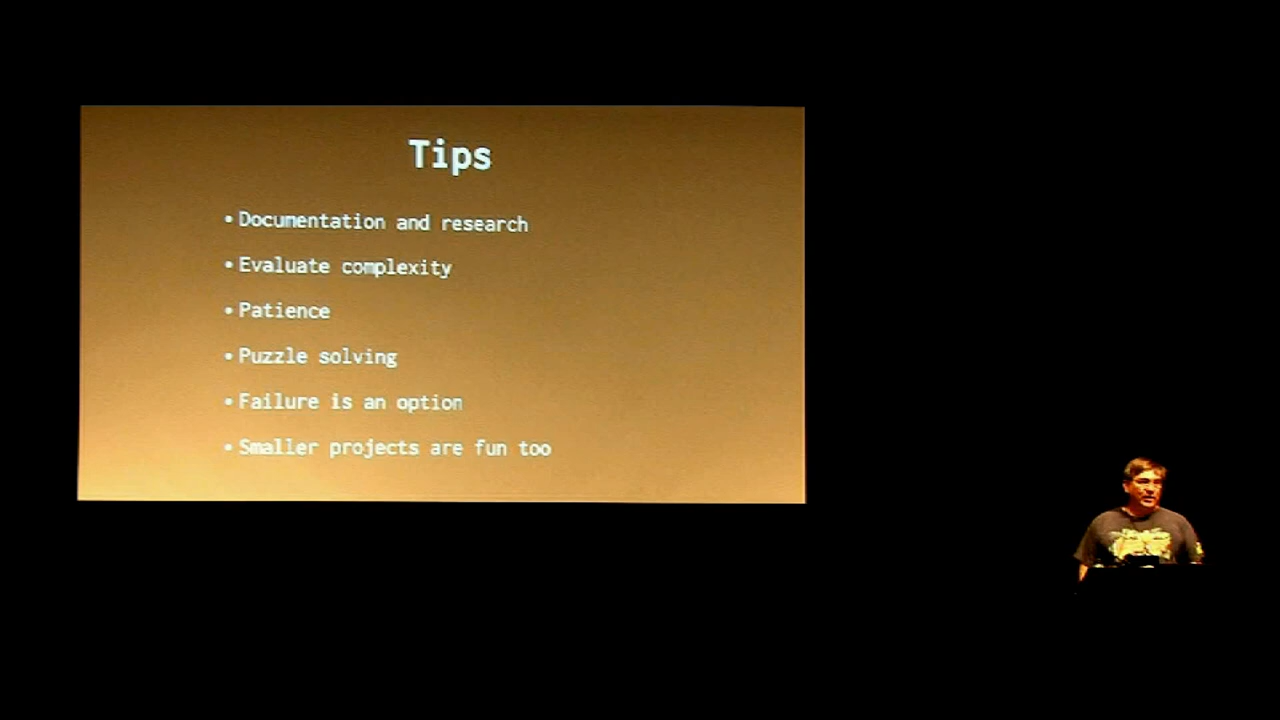 Tips
• Documentation and research
• Evaluate complexity
• Patience
• Puzzle solving
• Failure is an option
• Smaller projects are fun too